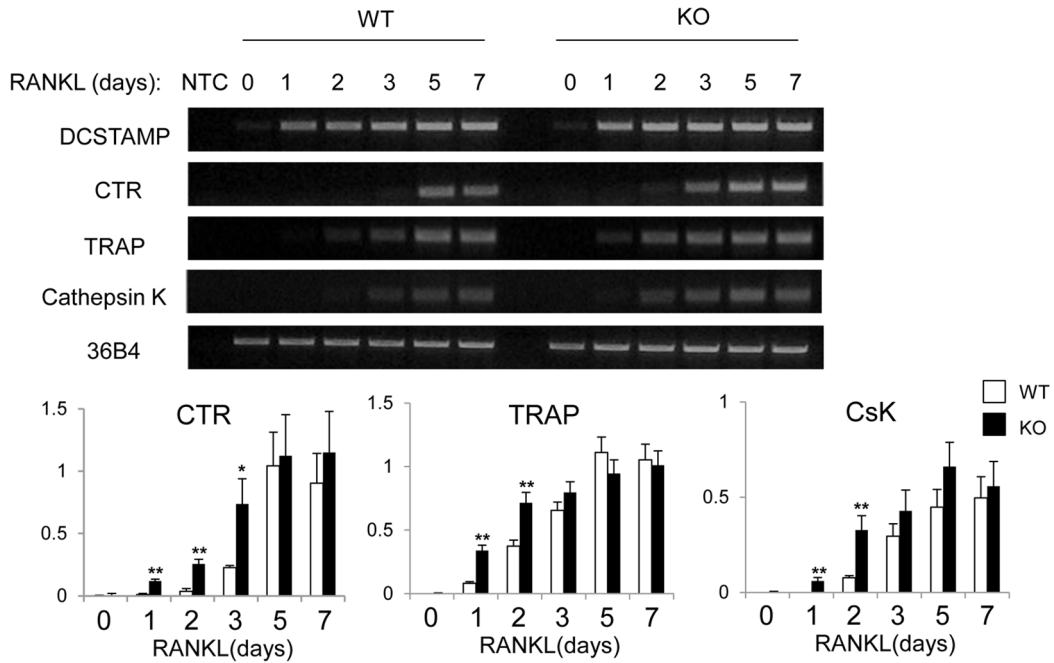 WT KO
RANKL (days): NTC 0 1 2 3 5 7 0 1 2 3 5 7
DCSTAMP
CTR
TRAP
Cathepsin K
36B4
CTR
1.5
1
0.5
0
** ** *
0 1 2 3 5 7
RANKL(days)
TRAP
1.5
1
0.5
0
** **
0 1 2 3 5 7
RANKL(days)
CsK
1
0.5
0
** **
0 1 2 3 5 7
RANKL(days)
WT
KO